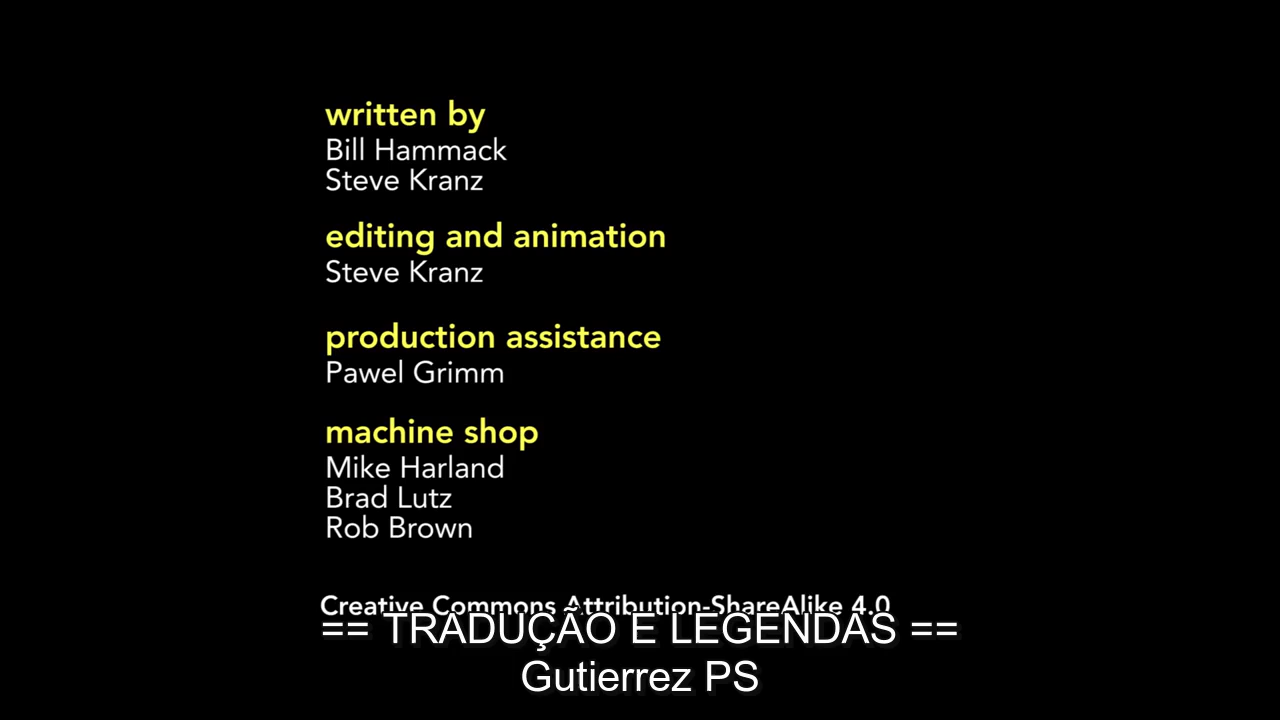 written by
Bill Hammack
Steve Kranz
editing and animation
Steve Kranz
production assistance
Pawel Grimm
machine shop
Mike Harland
Brad Lutz
Rob Brown
Creative Commons Attribution-ShareAlike 4.0
== TRADUÇÃO E LEGENDAS ==
Gutierrez PS